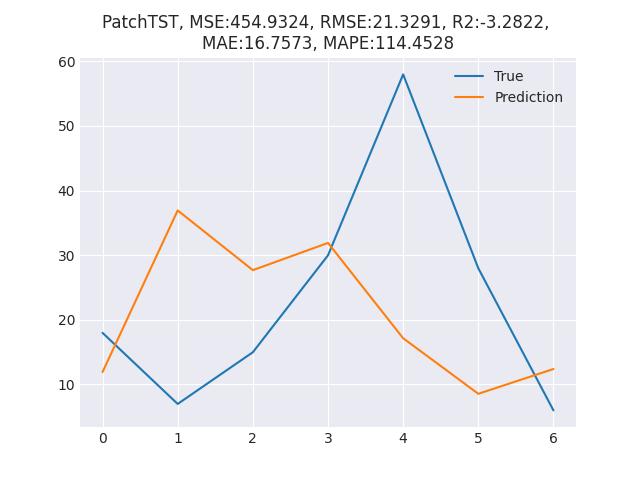 PatchTST, MSE:454.9324, RMSE:21.3291, R2:-3.2822,
MAE:16.7573, MAPE:114.4528
True
Prediction
60
50
40
30
20
10
0 1 2 3 4 5 6